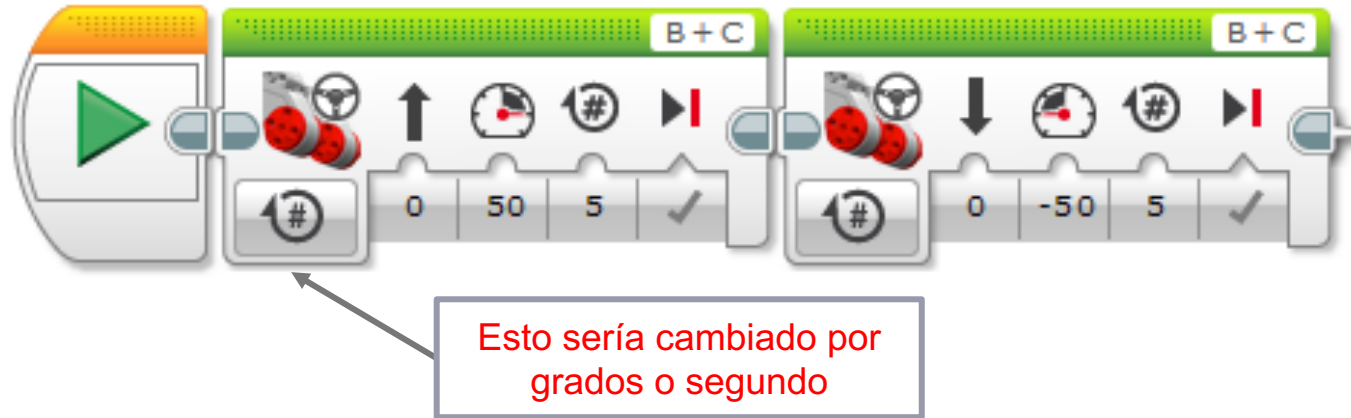 B + C
B + C
#
#
0 50 5
#
#
0 -50 5
Esto sería cambiado por
grados o segundo